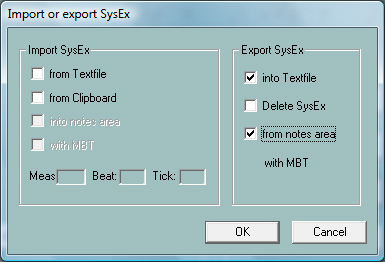 Import or export SysEx
Import SysEx
from Textfile
from Clipboard
into notes area
with MBT
Meas Beat: Tick:
Export SysEx
into Textfile
Delete SysEx
from notes area
with MBT
OK Cancel